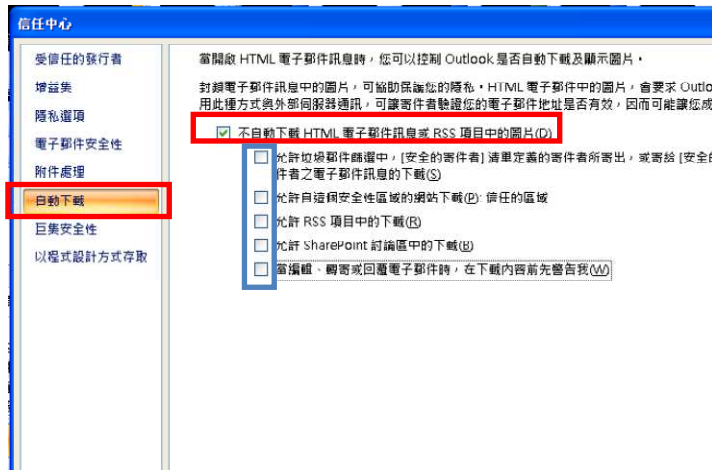 信任中心
受信任的發行者
增益集
隱私選項
電子郵件安全性
附件處理
自動下載
巨集安全性
以程式設計方式存取
當開啟 HTML 電子郵件訊息時，您可以控制 Outlook 是否自動下載及顯示圖片。
封鎖電子郵件訊息中的圖片，可協助保護您的隱私。HTML 電子郵件中的圖片，會要求 Outlo
用此種方式與外部伺服器通訊，可讓寄件者驗證您的電子郵件地址是否有效，因而可能讓您成
不自動下載 HTML 電子郵件訊息或 RSS 項目中的圖片(D)
允許垃圾郵件篩選中，[安全的寄件者] 清單定義的寄件者所寄出，或寄給 [安全的
件者之電子郵件訊息的下載(S)
允許自這個安全性區域的網站下載(P): 信任的區域
允許 RSS 項目中的下載(R)
允許 SharePoint 討論區中的下載(B)
當編輯、轉寄或回覆電子郵件時，在下載內容前先警告我(W)